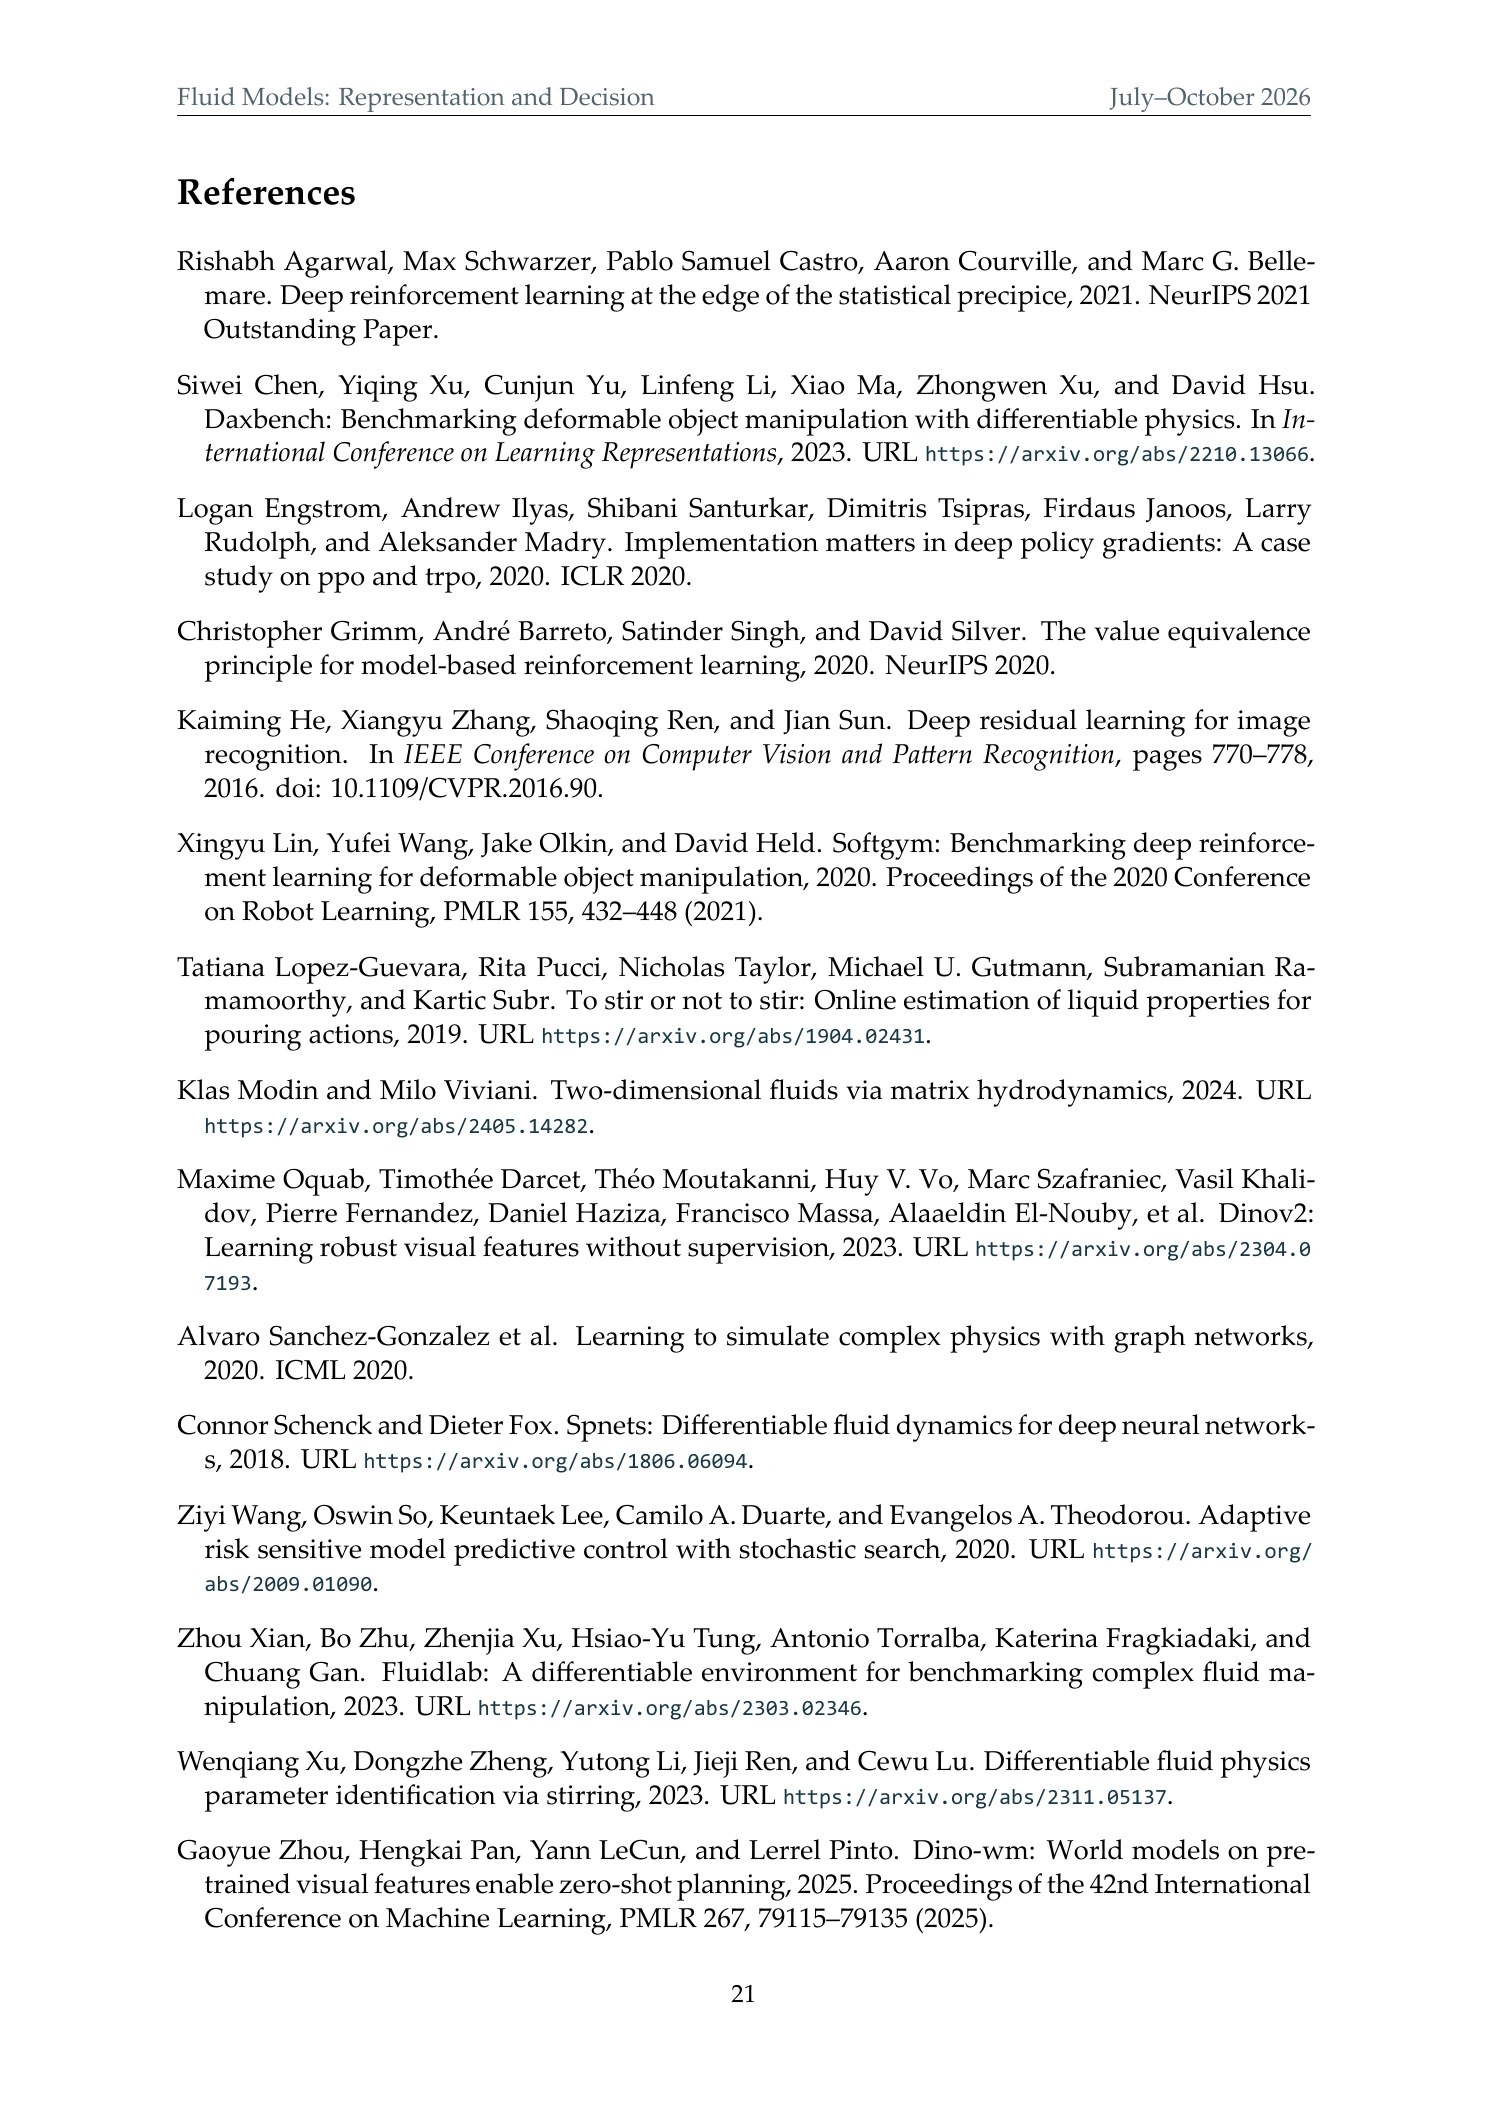 Fluid Models: Representation and Decision July–October 2026
References
Rishabh Agarwal, Max Schwarzer, Pablo Samuel Castro, Aaron Courville, and Marc G. Belle-
mare. Deep reinforcement learning at the edge of the statistical precipice, 2021. NeurIPS 2021
Outstanding Paper.
Siwei Chen, Yiqing Xu, Cunjun Yu, Linfeng Li, Xiao Ma, Zhongwen Xu, and David Hsu.
Daxbench: Benchmarking deformable object manipulation with differentiable physics. In In-
ternational Conference on Learning Representations, 2023. URL https://arxiv.org/abs/2210.13066.
Logan Engstrom, Andrew Ilyas, Shibani Santurkar, Dimitris Tsipras, Firdaus Janoos, Larry
Rudolph, and Aleksander Madry. Implementation matters in deep policy gradients: A case
study on ppo and trpo, 2020. ICLR 2020.
Christopher Grimm, André Barreto, Satinder Singh, and David Silver. The value equivalence
principle for model-based reinforcement learning, 2020. NeurIPS 2020.
Kaiming He, Xiangyu Zhang, Shaoqing Ren, and Jian Sun. Deep residual learning for image
recognition. In IEEE Conference on Computer Vision and Pattern Recognition, pages 770–778,
2016. doi: 10.1109/CVPR.2016.90.
Xingyu Lin, Yufei Wang, Jake Olkin, and David Held. Softgym: Benchmarking deep reinforce-
ment learning for deformable object manipulation, 2020. Proceedings of the 2020 Conference
on Robot Learning, PMLR 155, 432–448 (2021).
Tatiana Lopez-Guevara, Rita Pucci, Nicholas Taylor, Michael U. Gutmann, Subramanian Ra-
mamoorthy, and Kartic Subr. To stir or not to stir: Online estimation of liquid properties for
pouring actions, 2019. URL https://arxiv.org/abs/1904.02431.
Klas Modin and Milo Viviani. Two-dimensional fluids via matrix hydrodynamics, 2024. URL
https://arxiv.org/abs/2405.14282.
Maxime Oquab, Timothée Darcet, Théo Moutakanni, Huy V. Vo, Marc Szafraniec, Vasil Khali-
dov, Pierre Fernandez, Daniel Haziza, Francisco Massa, Alaaeldin El-Nouby, et al. Dinov2:
Learning robust visual features without supervision, 2023. URL https://arxiv.org/abs/2304.0
7193.
Alvaro Sanchez-Gonzalez et al. Learning to simulate complex physics with graph networks,
2020. ICML 2020.
Connor Schenck and Dieter Fox. Spnets: Differentiable fluid dynamics for deep neural network-
s, 2018. URL https://arxiv.org/abs/1806.06094.
Ziyi Wang, Oswin So, Keuntaek Lee, Camilo A. Duarte, and Evangelos A. Theodorou. Adaptive
risk sensitive model predictive control with stochastic search, 2020. URL https://arxiv.org/
abs/2009.01090.
Zhou Xian, Bo Zhu, Zhenjia Xu, Hsiao-Yu Tung, Antonio Torralba, Katerina Fragkiadaki, and
Chuang Gan. Fluidlab: A differentiable environment for benchmarking complex fluid ma-
nipulation, 2023. URL https://arxiv.org/abs/2303.02346.
Wenqiang Xu, Dongzhe Zheng, Yutong Li, Jieji Ren, and Cewu Lu. Differentiable fluid physics
parameter identification via stirring, 2023. URL https://arxiv.org/abs/2311.05137.
Gaoyue Zhou, Hengkai Pan, Yann LeCun, and Lerrel Pinto. Dino-wm: World models on pre-
trained visual features enable zero-shot planning, 2025. Proceedings of the 42nd International
Conference on Machine Learning, PMLR 267, 79115–79135 (2025).
21